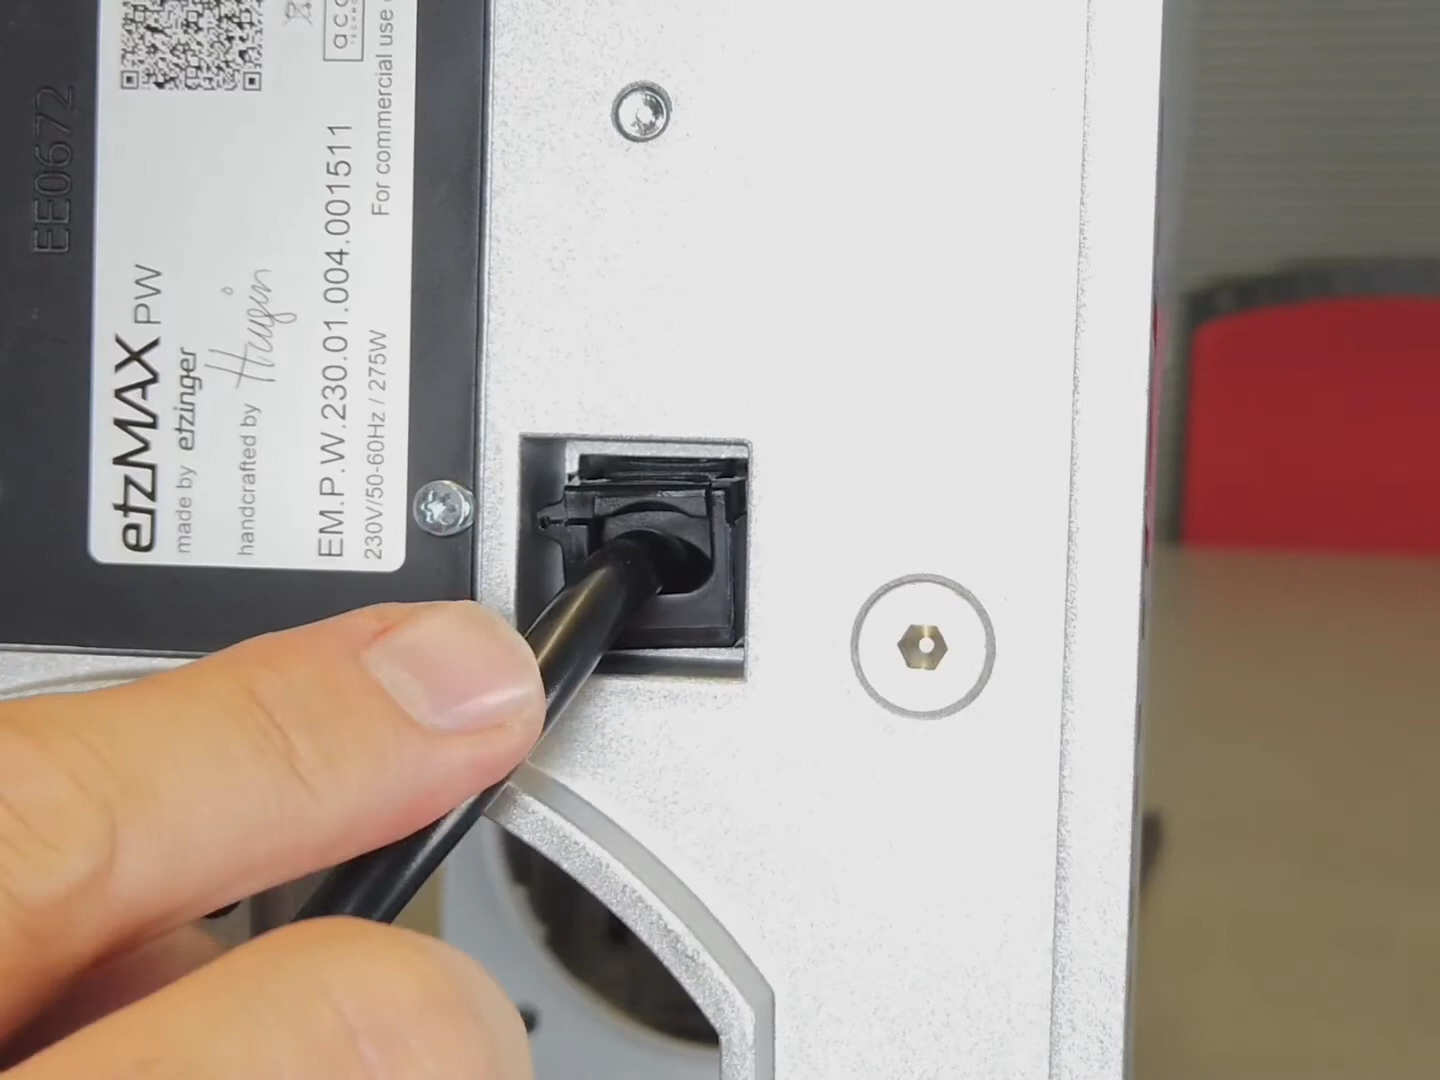 EE0672
etzMAX PW
made by etzinger
handcrafted by Hugin
EM.P.W.230.01.004.001511
230V/50-60Hz / 275W
For commercial use